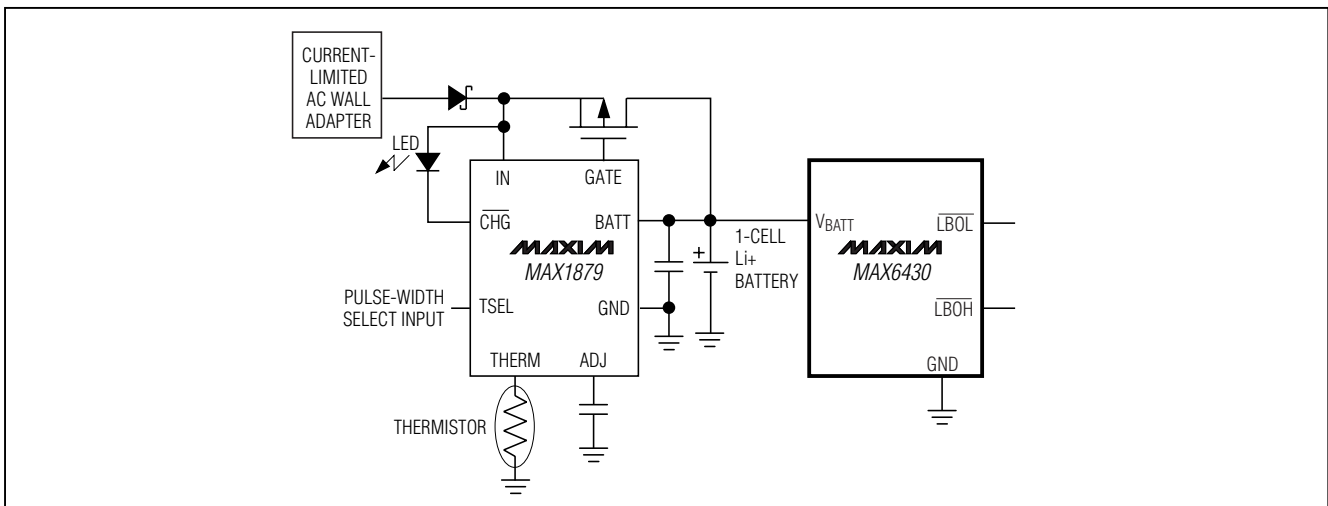 CURRENT-
LIMITED
AC WALL
ADAPTER
LED
IN
GATE
CHG
BATT
MAXIM
MAX1879
PULSE-WIDTH
SELECT INPUT
TSEL
GND
THERM
ADJ
THERMISTOR
+
1-CELL
Li+
BATTERY
VBATT
LBOL
MAXIM
MAX6430
LBOH
GND